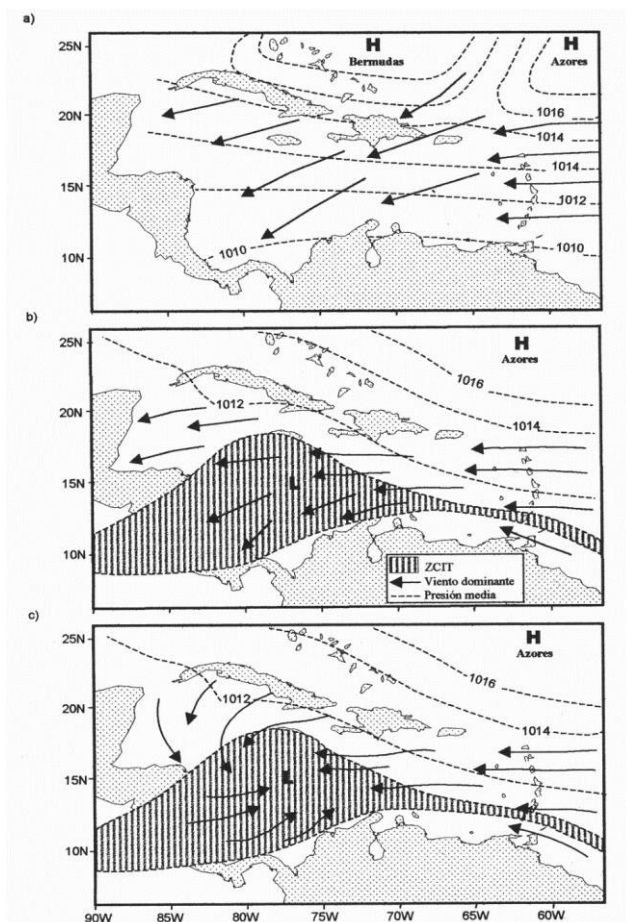 a)
25N
H
H
Bermudas
Azores
20N
1016
1014
1014
15N
1012
1010
1010
10N
b)
25N
H
Azores
1016
1012
20N
1014
15N
L
10N
ZCIT
Viento dominante
Presión media
c)
25N
H
Azores
1016
1012
20N
1014
15N
L
10N
90W 85W 80W 75W 70W 65W 60W